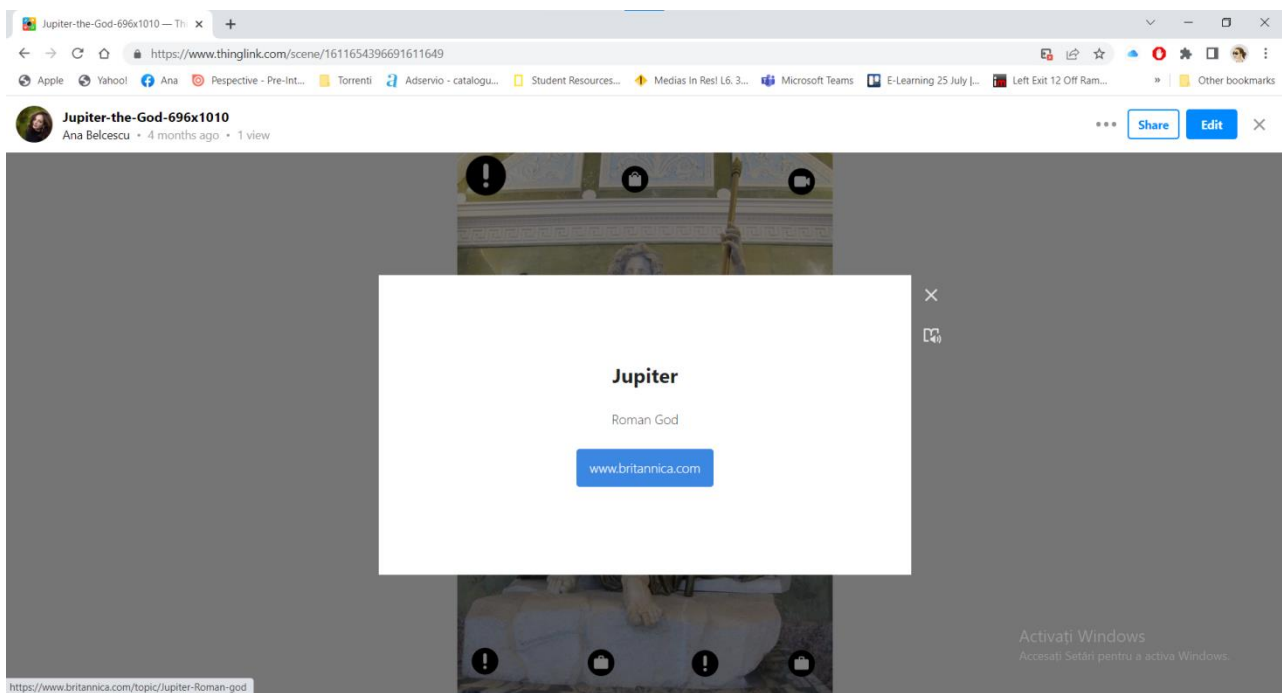 Jupiter-the-God-696x1010 — Th
https://www.thinglink.com/scene/1611654396691611649
Apple Yahoo! Ana Pespective - Pre-Int... Torrenti Adservio - catalogu... Student Resources... Medias In Res! L6. 3... Microsoft Teams E-Learning 25 July |... Left Exit 12 Off Ram... » Other bookmarks
Jupiter-the-God-696x1010
Ana Belcescu • 4 months ago • 1 view
Share Edit
Jupiter
Roman God
www.britannica.com
Activați Windows
Accesați Setări pentru a activa Windows.
https://www.britannica.com/topic/Jupiter-Roman-god